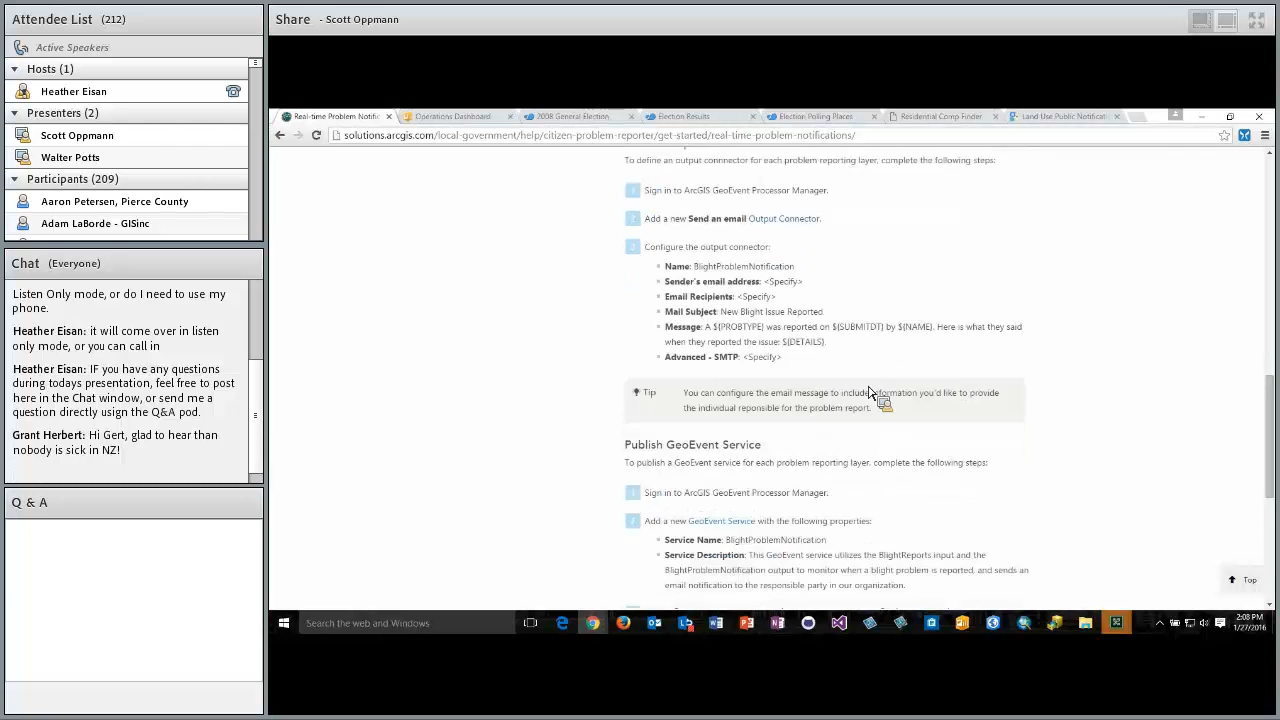 Attendee List (212)
Active Speakers
Hosts (1)
Heather Eisan
Presenters (2)
Scott Oppmann
Walter Potts
Participants (209)
Aaron Petersen, Pierce County
Adam LaBorde - GISinc
Chat (Everyone)
Listen Only mode, or do I need to use my
phone.
Heather Eisan: it will come over in listen
only mode, or you can call in
Heather Eisan: IF you have any questions
during todays presentation, feel free to post
here in the Chat window, or send me a
question directly usign the Q&A pod.
Grant Herbert: Hi Gert, glad to hear than
nobody is sick in NZ!
Q & A
Share - Scott Oppmann
Real-time Problem Notific
Operations Dashboard
2008 General Election
Election Results
Election Polling Places
Residential Comp Finder
Land Use Public Notificati
solutions.arcgis.com/local-government/help/citizen-problem-reporter/get-started/real-time-problem-notifications/
To define an output connnector for each problem reporting layer, complete the following steps:
1 Sign in to ArcGIS GeoEvent Processor Manager.
2 Add a new Send an email Output Connector.
3 Configure the output connector:
Name: BlightProblemNotification
Sender's email address: <Specify>
Email Recipients: <Specify>
Mail Subject: New Blight Issue Reported
Message: A ${PROBTYPE} was reported on ${SUBMITDT} by ${NAME}. Here is what they said
when they reported the issue: ${DETAILS}.
Advanced - SMTP: <Specify>
Tip You can configure the email message to include information you'd like to provide
the individual reponsible for the problem report.
Publish GeoEvent Service
To publish a GeoEvent service for each problem reporting layer, complete the following steps:
1 Sign in to ArcGIS GeoEvent Processor Manager.
2 Add a new GeoEvent Service with the following properties:
Service Name: BlightProblemNotification
Service Description: This GeoEvent service utilizes the BlightReports input and the
BlightProblemNotification output to monitor when a blight problem is reported, and sends an
email notification to the responsible party in our organization.
Top
Search the web and Windows
2:08 PM
1/27/2016